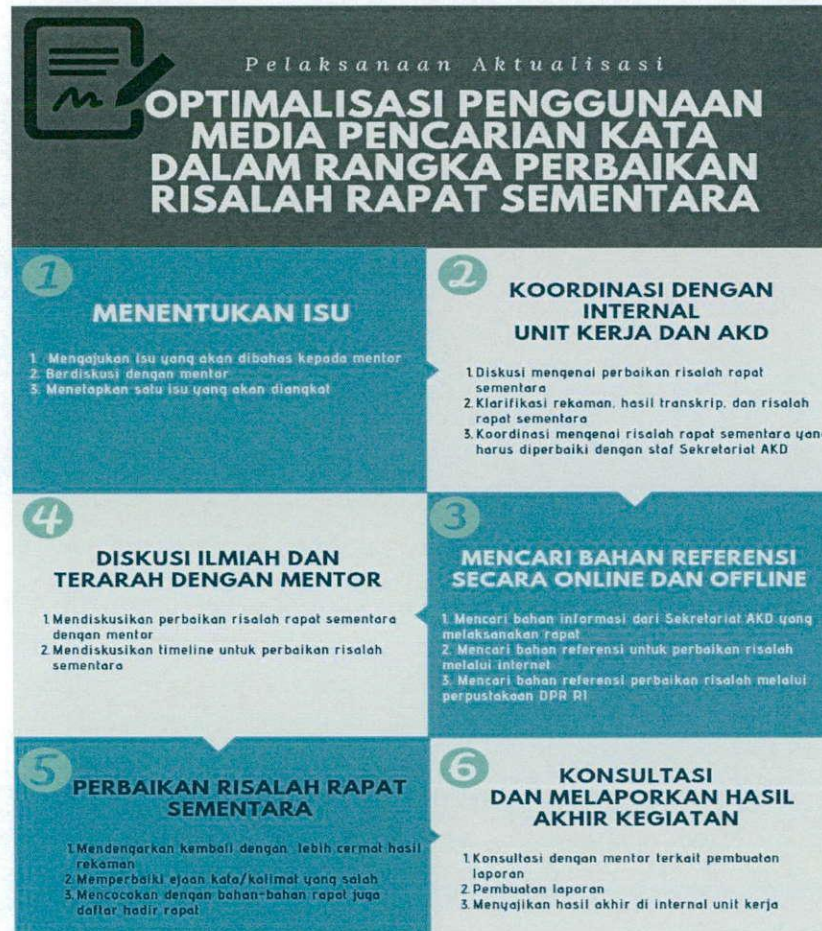 Pelaksanaan Aktualisasi
OPTIMALISASI PENGGUNAAN
MEDIA PENCARIAN KATA
DALAM RANGKA PERBAIKAN
RISALAH RAPAT SEMENTARA
1
MENENTUKAN ISU
1. Mengajukan isu yang akan dibahas kepada mentor
2. Berdiskusi dengan mentor
3. Menetapkan satu isu yang akan diangkat
2
KOORDINASI DENGAN
INTERNAL
UNIT KERJA DAN AKD
1. Diskusi mengenai perbaikan risalah rapat
sementara
2. Klarifikasi rekaman, hasil transkrip, dan risalah
rapat sementara
3. Koordinasi mengenai risalah rapat sementara yang
harus diperbaiki dengan staf Sekretariat AKD
3
MENCARI BAHAN REFERENSI
SECARA ONLINE DAN OFFLINE
1. Mencari bahan informasi dari Sekretariat AKD yang
melaksanakan rapat
2. Mencari bahan referensi untuk perbaikan risalah
melalui internet
3. Mencari bahan referensi perbaikan risalah melalui
perpustakaan DPR RI
4
DISKUSI ILMIAH DAN
TERARAH DENGAN MENTOR
1. Mendiskusikan perbaikan risalah rapat sementara
dengan mentor
2. Mendiskusikan timeline untuk perbaikan risalah
sementara
5
PERBAIKAN RISALAH RAPAT
SEMENTARA
1. Mendengarkan kembali dengan lebih cermat hasil
rekaman
2. Memperbaiki ejaan kata/kalimat yang salah
3. Mencocokan dengan bahan-bahan rapat juga
daftar hadir rapat
6
KONSULTASI
DAN MELAPORKAN HASIL
AKHIR KEGIATAN
1. Konsultasi dengan mentor terkait pembuatan
laporan
2. Pembuatan laporan
3. Menyajikan hasil akhir di internal unit kerja